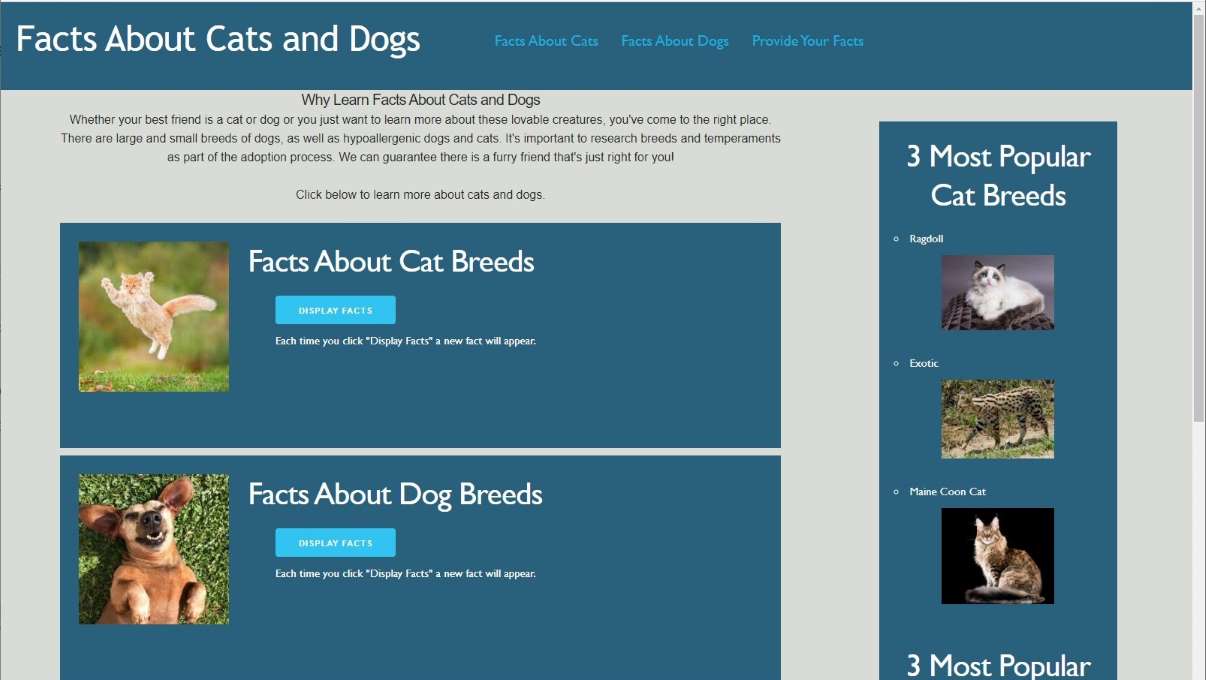 Facts About Cats and Dogs
Facts About Cats
Facts About Dogs
Provide Your Facts
Why Learn Facts About Cats and Dogs
Whether your best friend is a cat or dog or you just want to learn more about these lovable creatures, you've come to the right place.
There are large and small breeds of dogs, as well as hypoallergenic dogs and cats. It's important to research breeds and temperaments
as part of the adoption process. We can guarantee there is a furry friend that's just right for you!
Click below to learn more about cats and dogs.
Facts About Cat Breeds
DISPLAY FACTS
Each time you click "Display Facts" a new fact will appear.
Facts About Dog Breeds
DISPLAY FACTS
Each time you click "Display Facts" a new fact will appear.
3 Most Popular
Cat Breeds
Ragdoll
Exotic
Maine Coon Cat
3 Most Popular